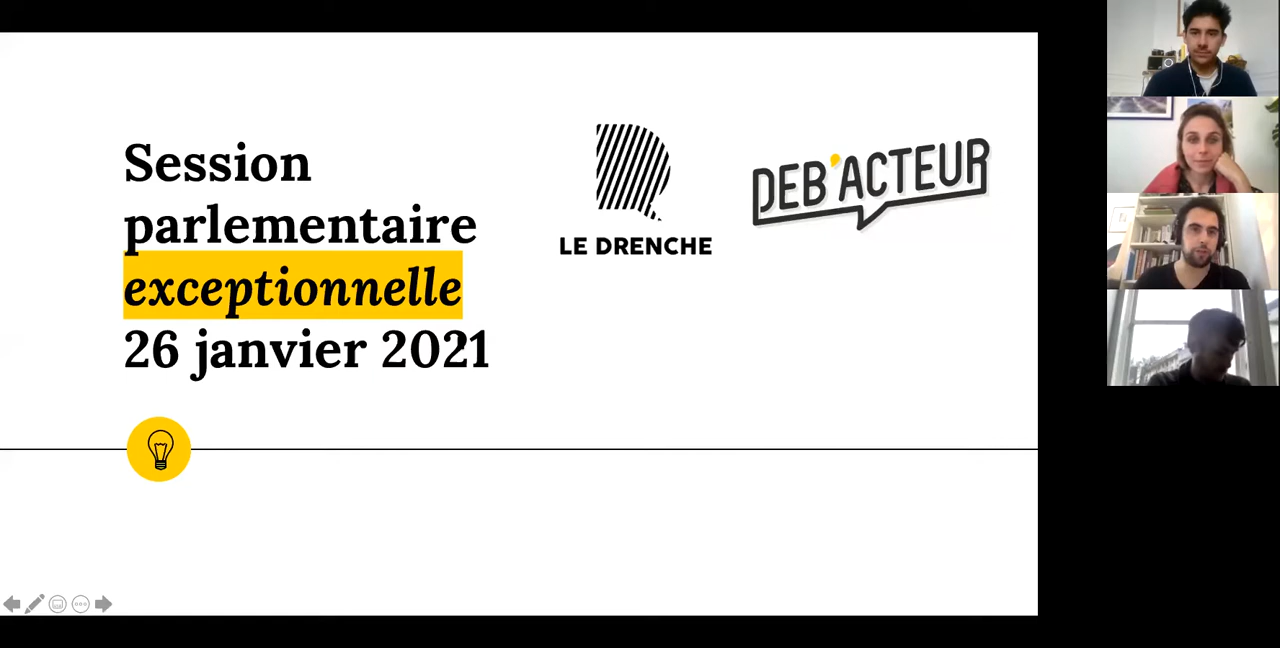 Session
parlementaire
exceptionnelle
26 janvier 2021
LE DRENCHE
DEB'ACTEUR